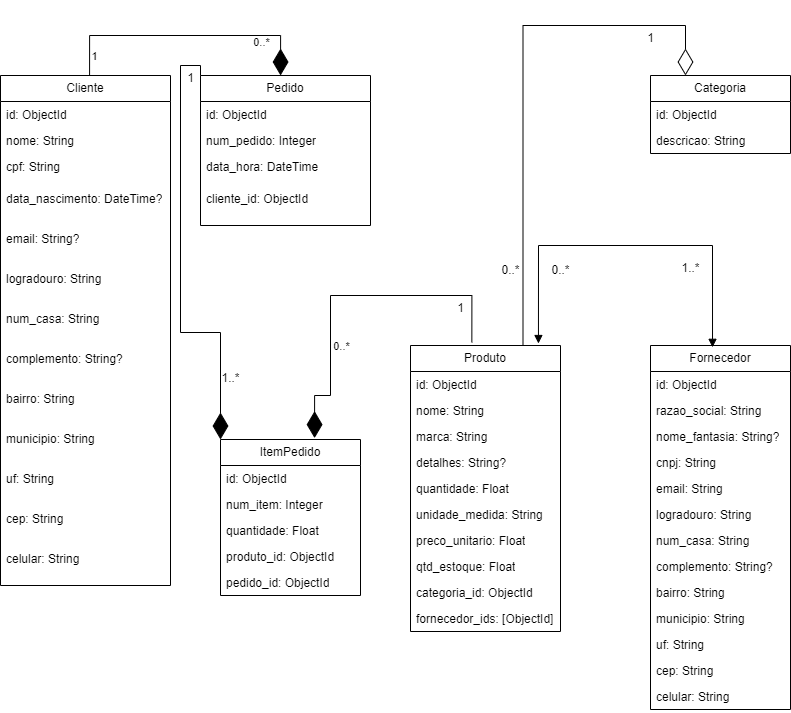 1
0..*
Cliente
id: ObjectId
nome: String
cpf: String
data_nascimento: DateTime?
email: String?
logradouro: String
num_casa: String
complemento: String?
bairro: String
municipio: String
uf: String
cep: String
celular: String
1
Pedido
id: ObjectId
num_pedido: Integer
data_hora: DateTime
cliente_id: ObjectId
1
Categoria
id: ObjectId
descricao: String
0..*
0..*
1..*
1
0..*
1..*
ItemPedido
id: ObjectId
num_item: Integer
quantidade: Float
produto_id: ObjectId
pedido_id: ObjectId
Produto
id: ObjectId
nome: String
marca: String
detalhes: String?
quantidade: Float
unidade_medida: String
preco_unitario: Float
qtd_estoque: Float
categoria_id: ObjectId
fornecedor_ids: [ObjectId]
Fornecedor
id: ObjectId
razao_social: String
nome_fantasia: String?
cnpj: String
email: String
logradouro: String
num_casa: String
complemento: String?
bairro: String
municipio: String
uf: String
cep: String
celular: String